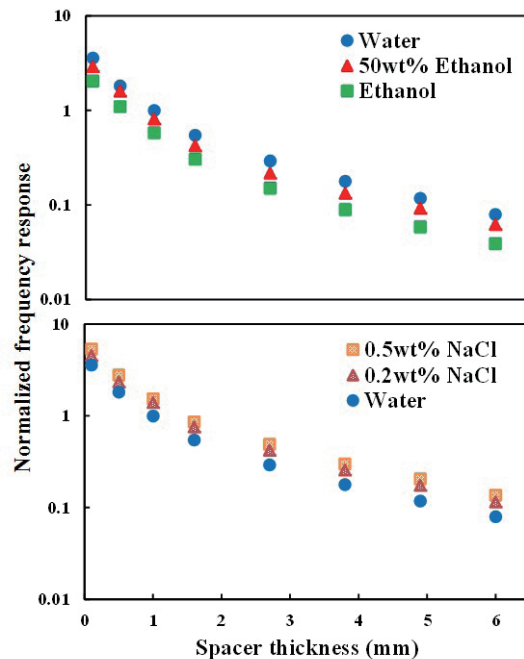 10
Water
50wt% Ethanol
Ethanol
1
0.1
0.01
Normalized frequency response
10
0.5wt% NaCl
0.2wt% NaCl
Water
1
0.1
0.01
0 1 2 3 4 5 6
Spacer thickness (mm)